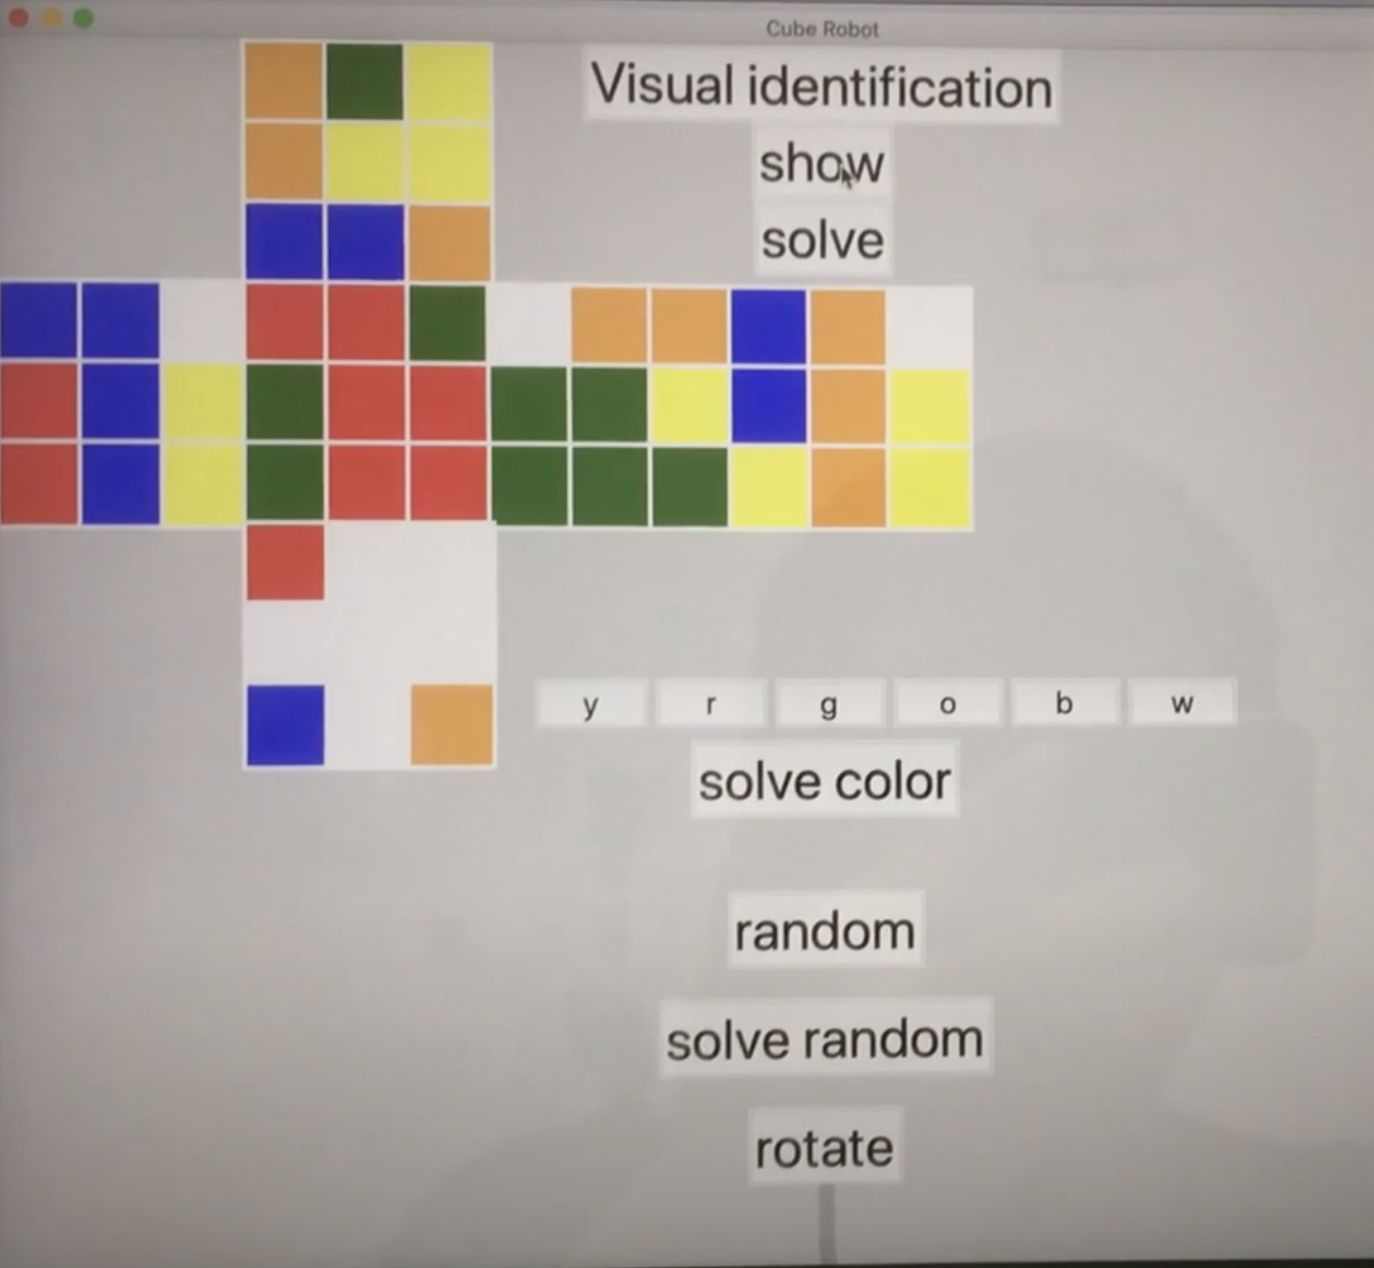 Cube Robot
Visual identification
show
solve
y r g o b w
solve color
random
solve random
rotate